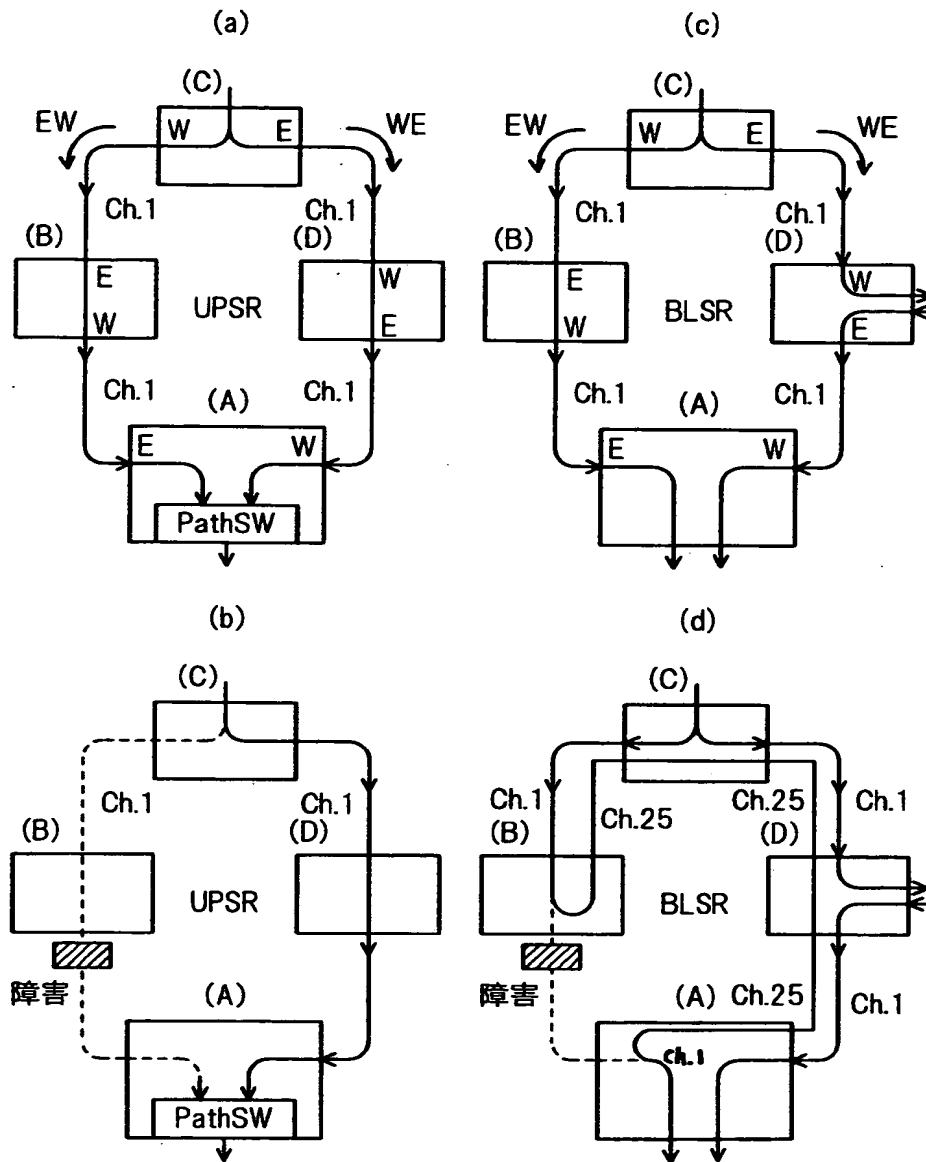 (a)
(C)
EW
W
E
WE
Ch.1
Ch.1
(B)
(D)
E
W
UPSR
W
E
Ch.1
(A)
Ch.1
E
W
PathSW
(c)
(C)
EW
W
E
WE
Ch.1
Ch.1
(B)
(D)
E
W
BLSR
W
E
Ch.1
(A)
Ch.1
E
W
(b)
(C)
Ch.1
Ch.1
(B)
(D)
UPSR
障害
(A)
PathSW
(d)
(C)
Ch.1
Ch.25
Ch.25
Ch.1
(B)
(D)
BLSR
障害
(A)
Ch.25
Ch.1
ch.1